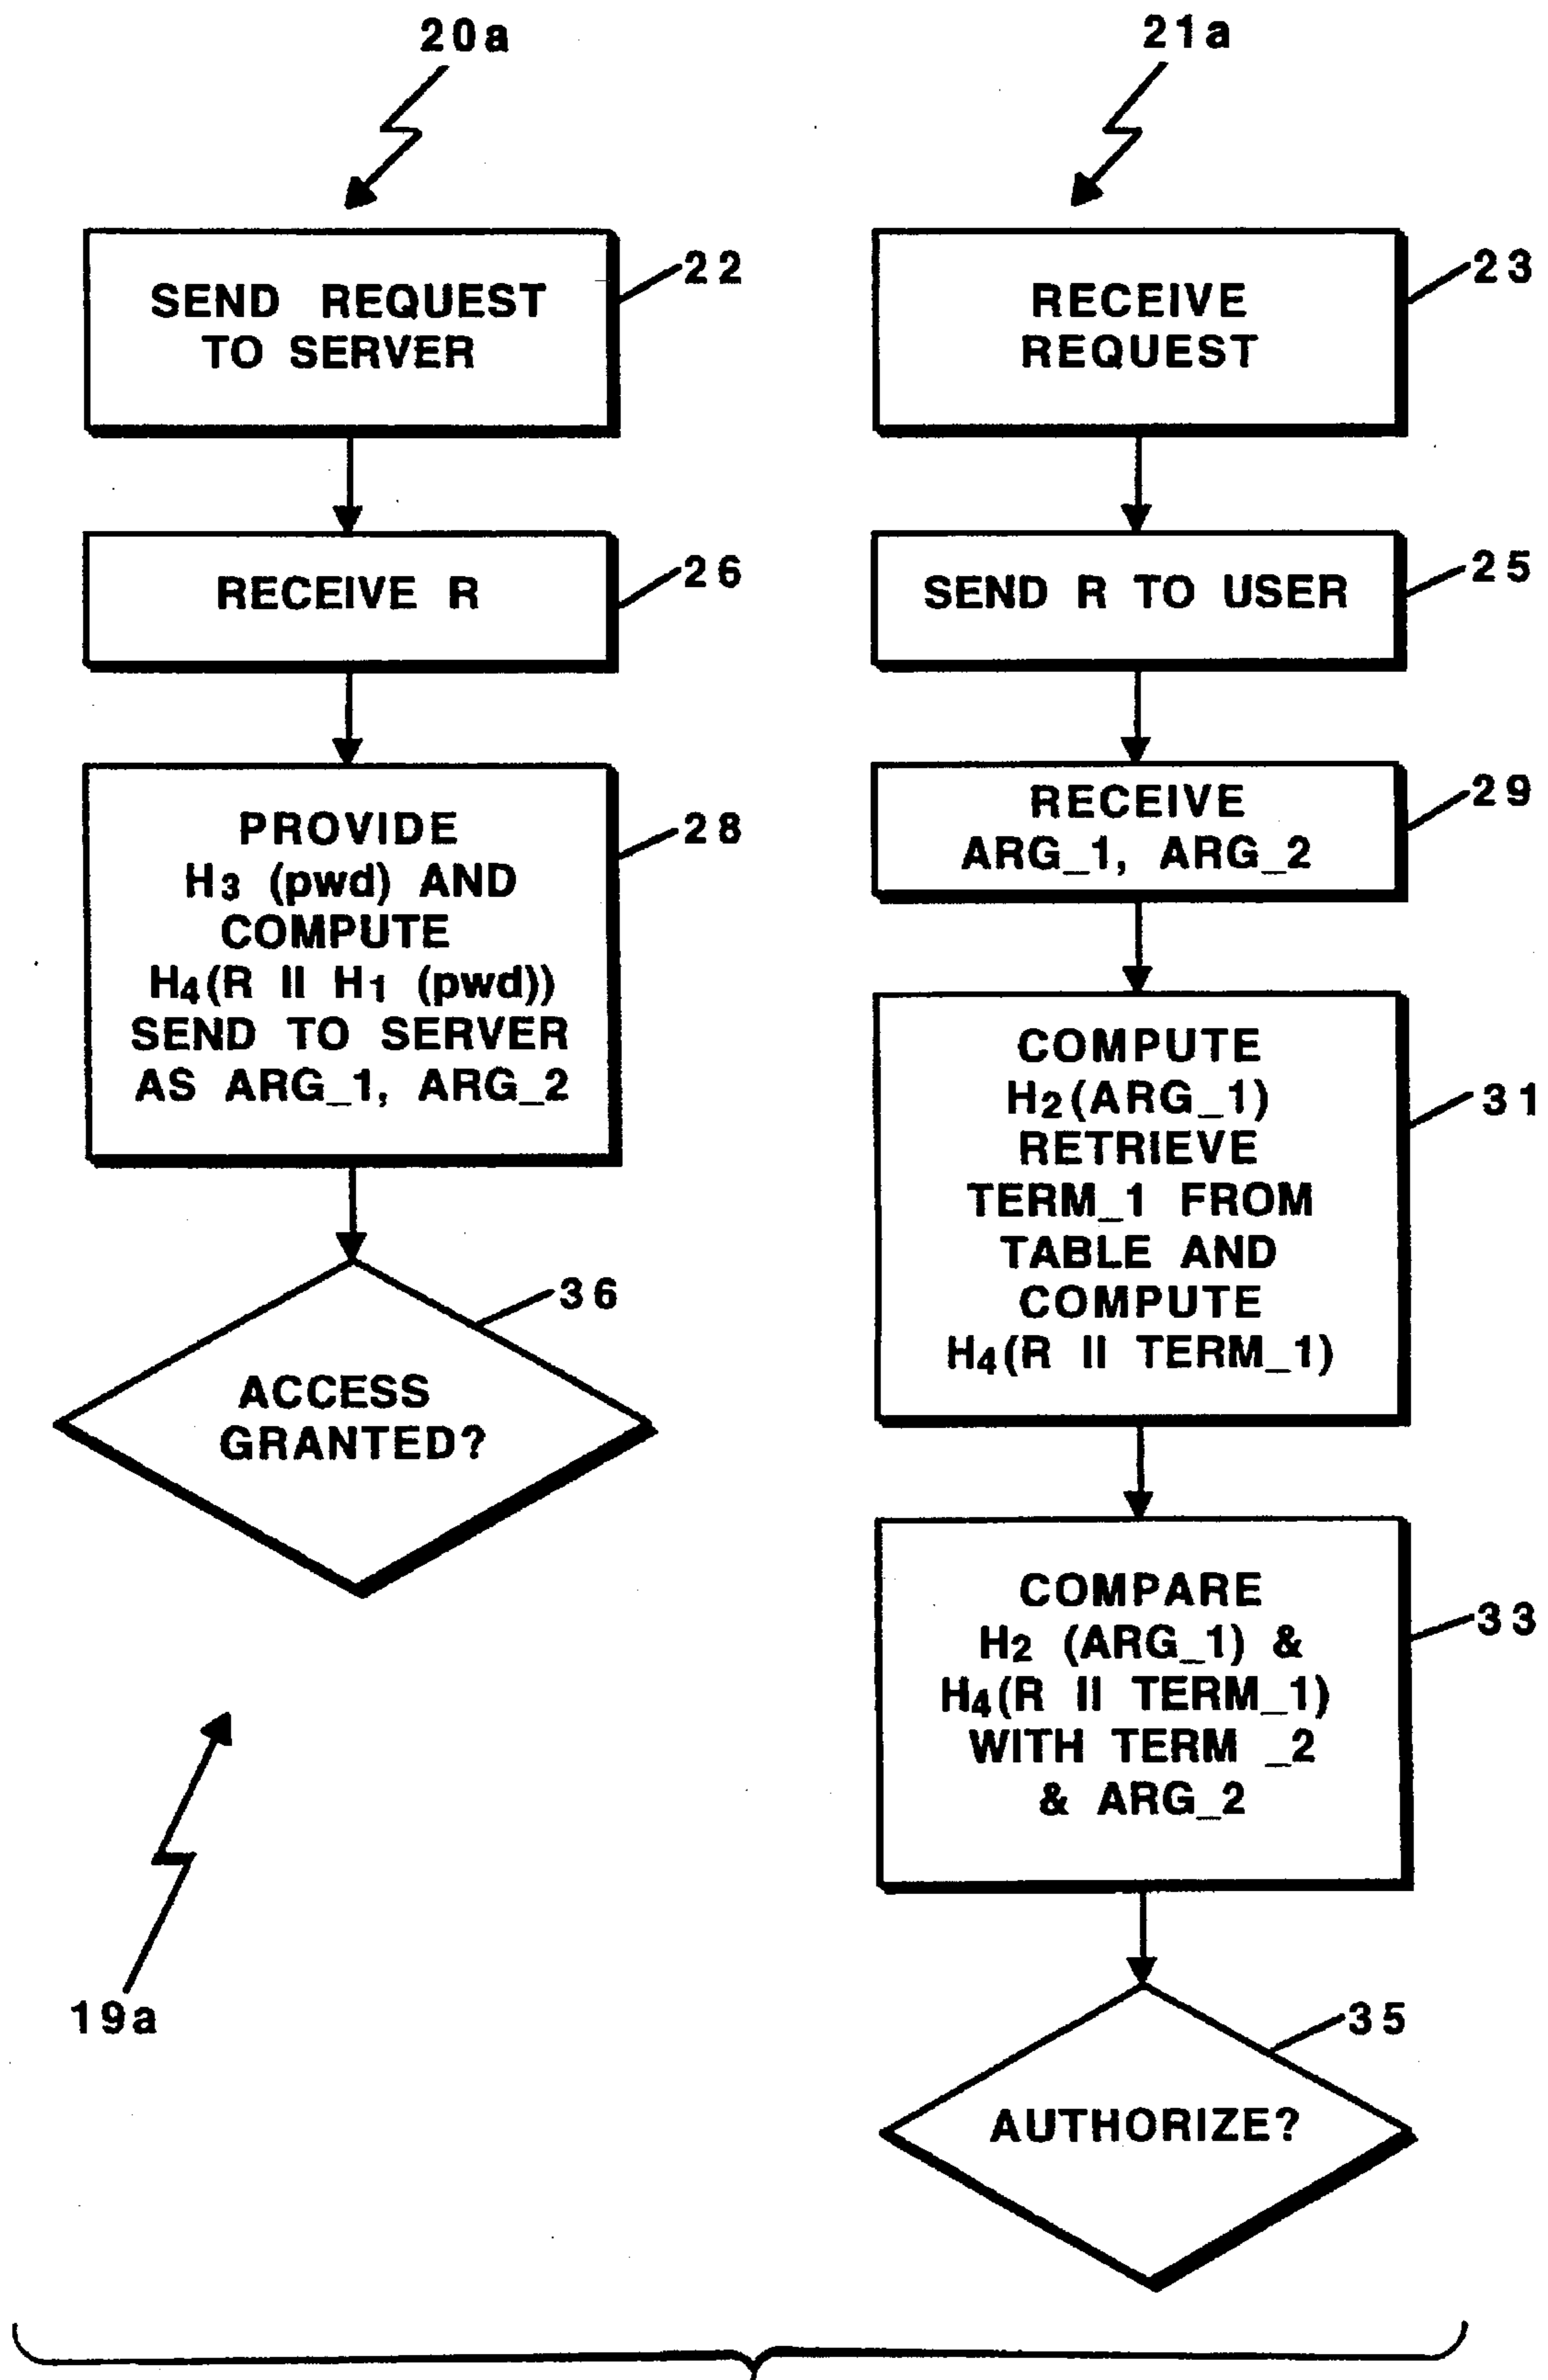 20a
SEND REQUEST
TO SERVER
22
RECEIVE R
26
PROVIDE
H3 (pwd) AND
COMPUTE
H4(R II H1 (pwd))
SEND TO SERVER
AS ARG_1, ARG_2
28
ACCESS
GRANTED?
36
19a
21a
RECEIVE
REQUEST
23
SEND R TO USER
25
RECEIVE
ARG_1, ARG_2
29
COMPUTE
H2(ARG_1)
RETRIEVE
TERM_1 FROM
TABLE AND
COMPUTE
H4(R II TERM_1)
31
COMPARE
H2 (ARG_1) &
H4(R II TERM_1)
WITH TERM _2
& ARG_2
33
AUTHORIZE?
35